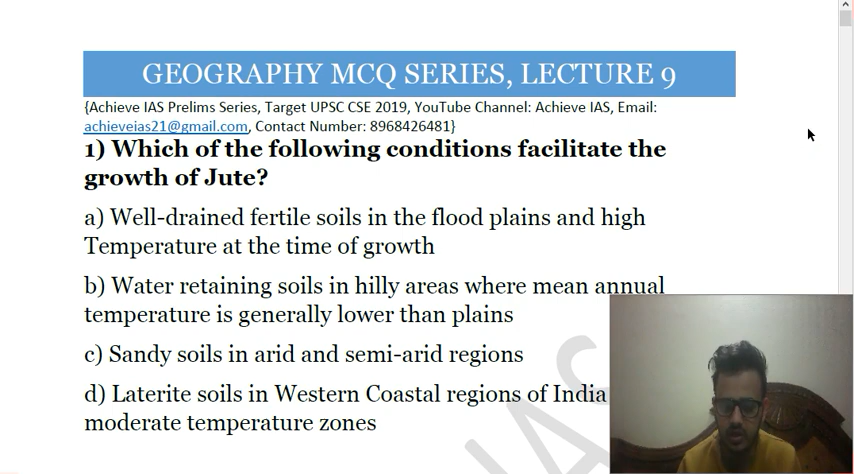 GEOGRAPHY MCQ SERIES, LECTURE 9
{Achieve IAS Prelims Series, Target UPSC CSE 2019, YouTube Channel: Achieve IAS, Email:
achieveias21@gmail.com, Contact Number: 8968426481}
1) Which of the following conditions facilitate the
growth of Jute?
a) Well-drained fertile soils in the flood plains and high
Temperature at the time of growth
b) Water retaining soils in hilly areas where mean annual
temperature is generally lower than plains
c) Sandy soils in arid and semi-arid regions
d) Laterite soils in Western Coastal regions of India
moderate temperature zones
IAS